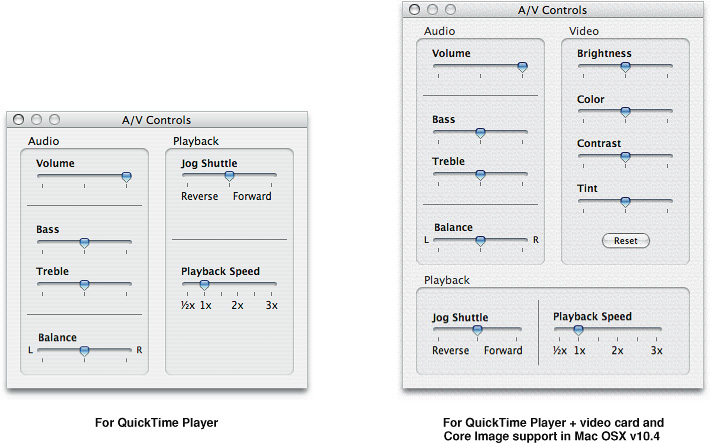 A/V Controls
Audio
Playback
Volume
Jog Shuttle
Reverse Forward
Bass
Treble
Playback Speed
½x 1x 2x 3x
Balance
L R
For QuickTime Player
A/V Controls
Audio
Video
Volume
Brightness
Color
Bass
Contrast
Treble
Tint
Balance
L R
Reset
Playback
Jog Shuttle
Playback Speed
Reverse Forward
½x 1x 2x 3x
For QuickTime Player + video card and
Core Image support in Mac OSX v10.4